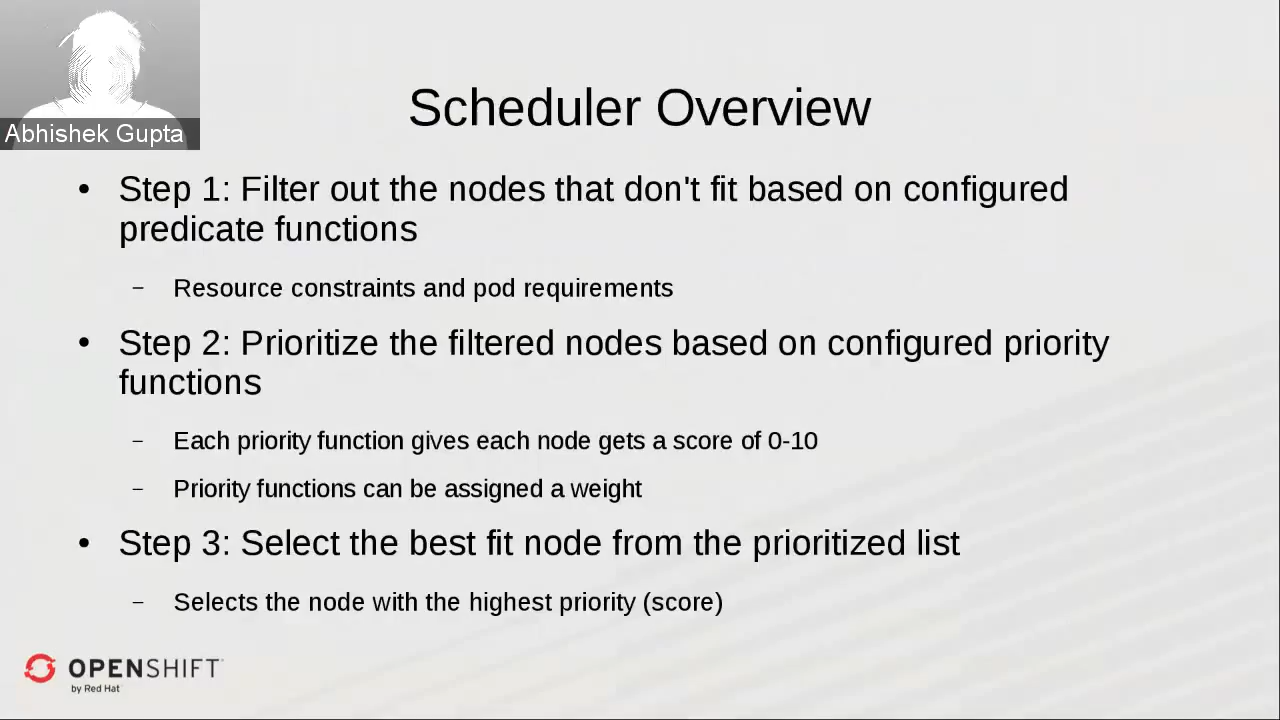 Abhishek Gupta
Scheduler Overview
• Step 1: Filter out the nodes that don't fit based on configured
predicate functions
– Resource constraints and pod requirements
• Step 2: Prioritize the filtered nodes based on configured priority
functions
– Each priority function gives each node gets a score of 0-10
– Priority functions can be assigned a weight
• Step 3: Select the best fit node from the prioritized list
– Selects the node with the highest priority (score)
OPENSHIFT
by Red Hat